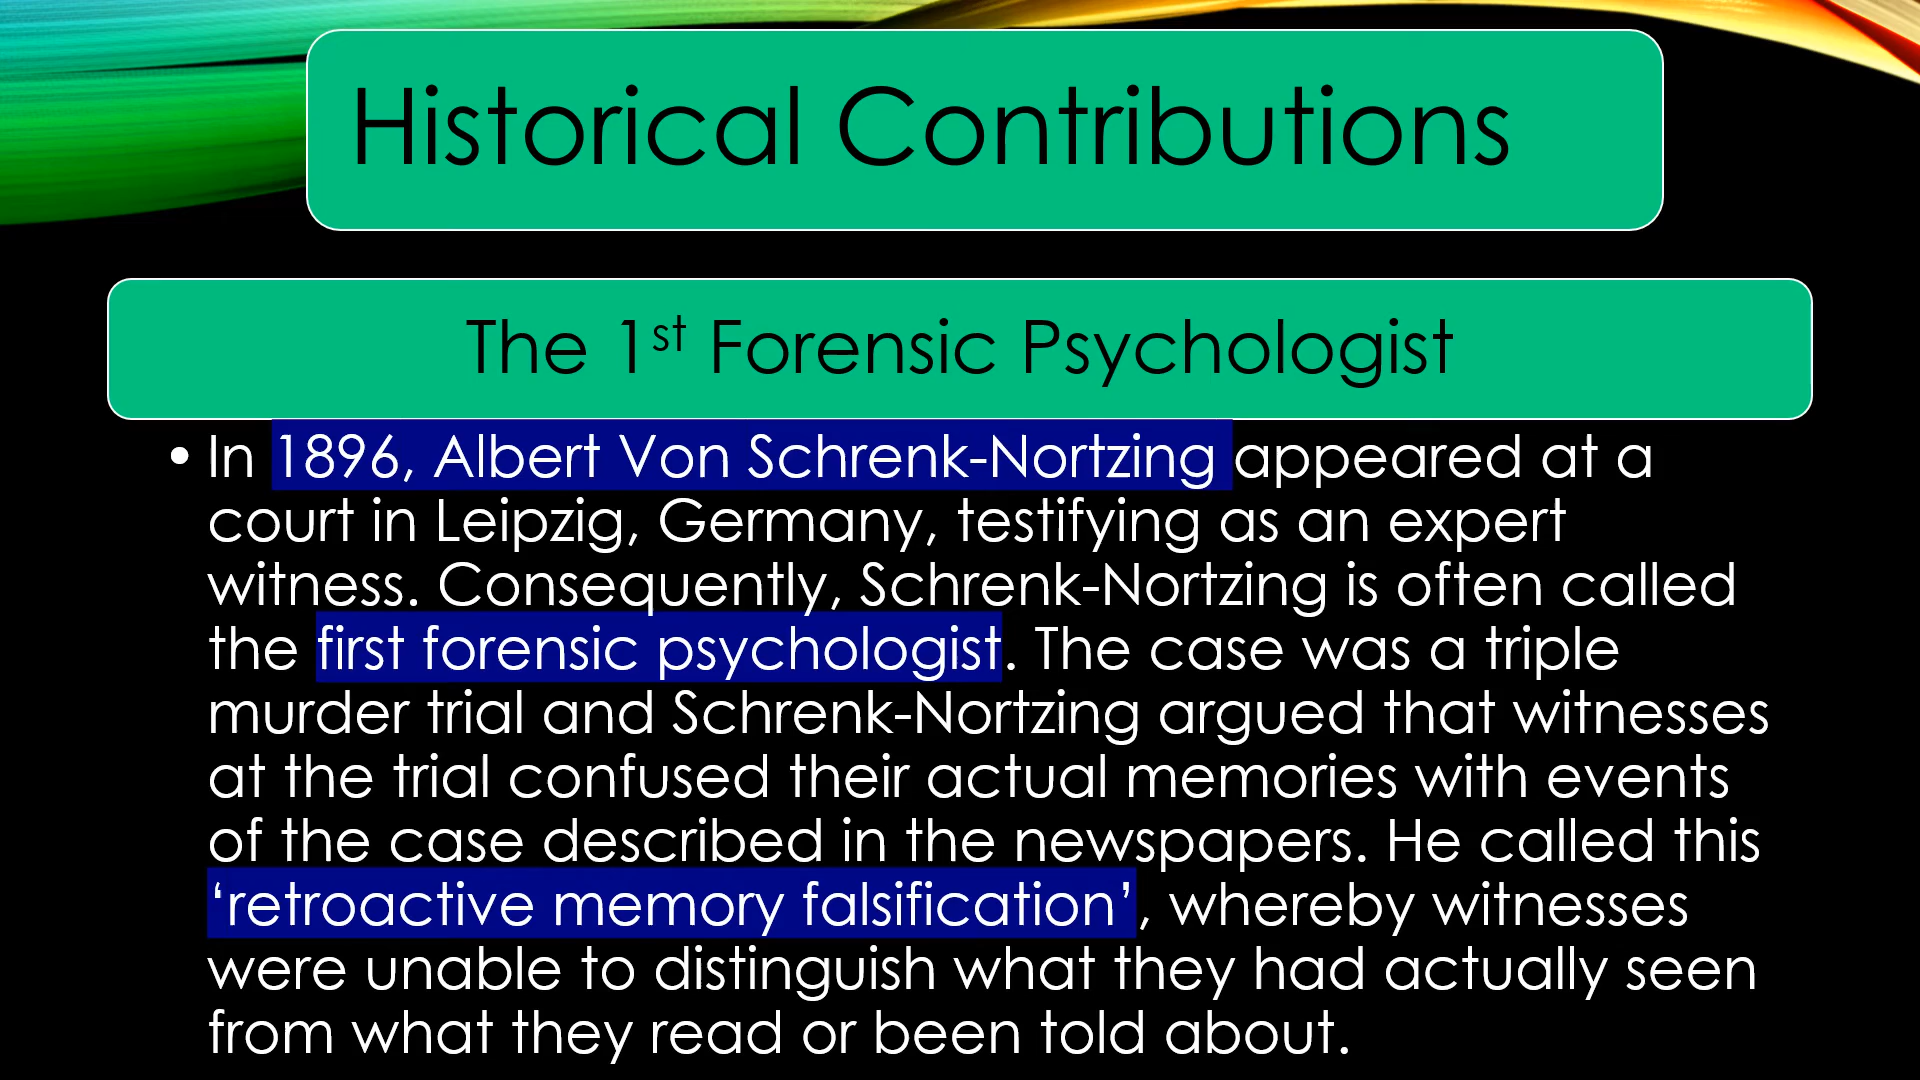 Historical Contributions
The 1st Forensic Psychologist
• In 1896, Albert Von Schrenk-Nortzing appeared at a
court in Leipzig, Germany, testifying as an expert
witness. Consequently, Schrenk-Nortzing is often called
the first forensic psychologist. The case was a triple
murder trial and Schrenk-Nortzing argued that witnesses
at the trial confused their actual memories with events
of the case described in the newspapers. He called this
‘retroactive memory falsification’, whereby witnesses
were unable to distinguish what they had actually seen
from what they read or been told about.